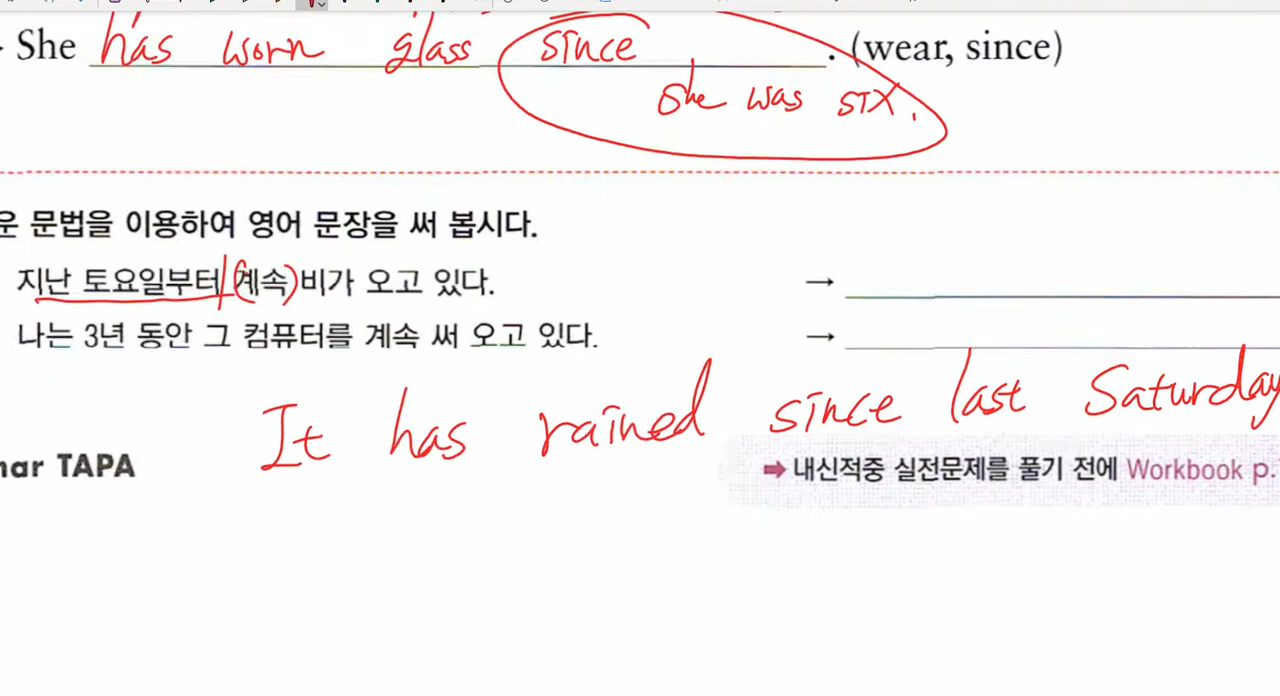 She has worn glass since . (wear, since)
she was six.
운 문법을 이용하여 영어 문장을 써 봅시다.
지난 토요일부터 (계속) 비가 오고 있다. →
나는 3년 동안 그 컴퓨터를 계속 써 오고 있다. →
It has rained since last Saturday
mar TAPA
➡ 내신적중 실전문제를 풀기 전에 Workbook p.